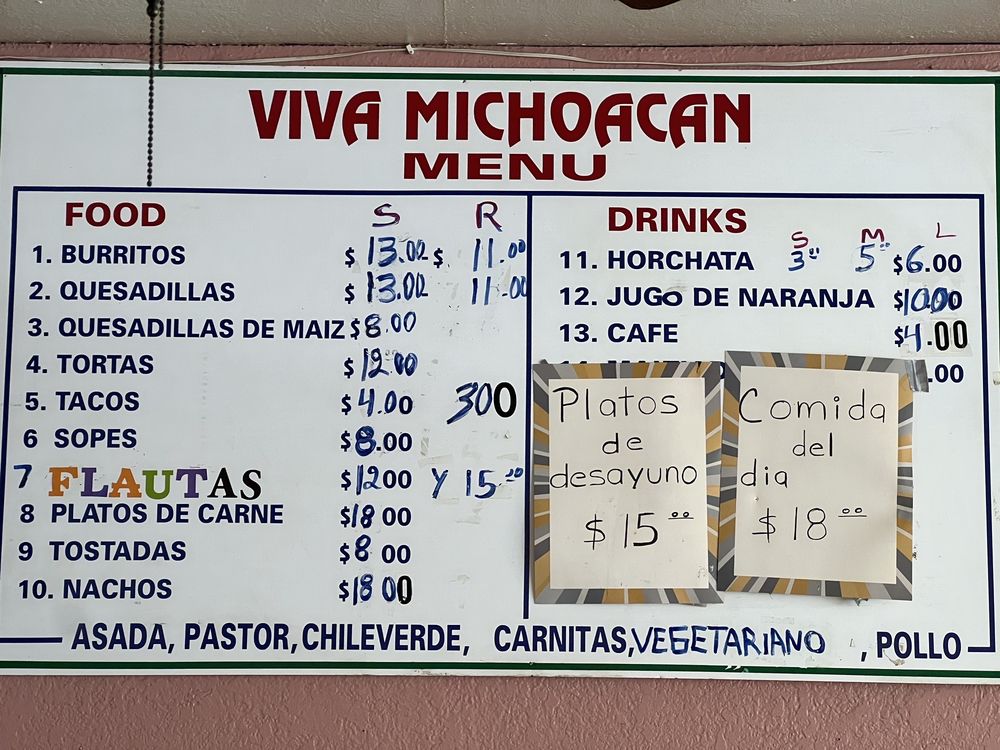 VIVA MICHOACAN
MENU
FOOD S R
1. BURRITOS $ 13.00 $ 11.00
2. QUESADILLAS $ 13.00 11.00
3. QUESADILLAS DE MAIZ $8.00
4. TORTAS $ 12.00
5. TACOS $ 4.00 300
6 SOPES $8.00
7 FLAUTAS $1200 Y 15.00
8 PLATOS DE CARNE $18 00
9 TOSTADAS $8 00
10. NACHOS $18 00
DRINKS
S M L
11. HORCHATA 3.00 5.00 $6.00
12. JUGO DE NARANJA $10.00
13. CAFE $4.00
.00
Platos
de
desayuno
$ 15.00
Comida
del
dia
$ 18.00
ASADA, PASTOR, CHILEVERDE, CARNITAS, VEGETARIANO , POLLO